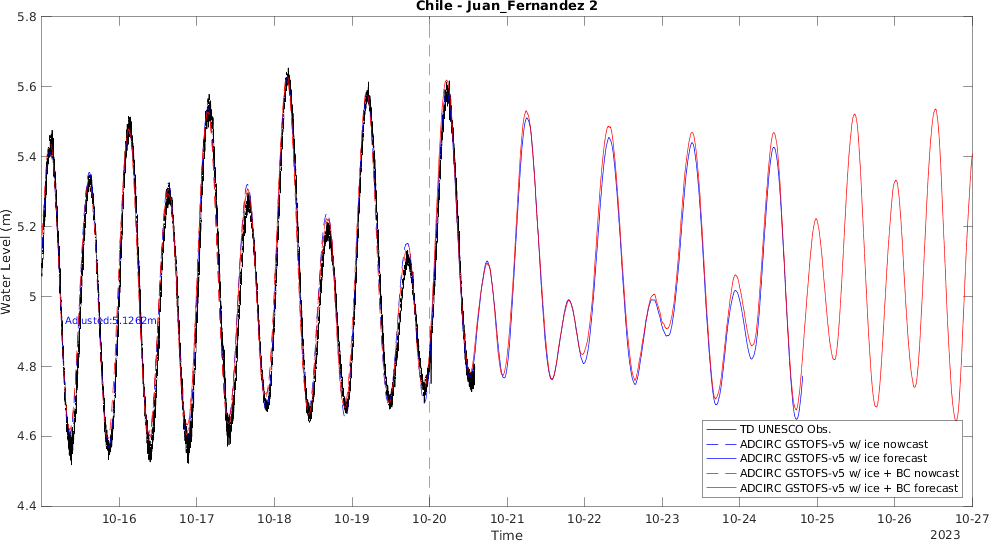 Chile - Juan_Fernandez 2
5.8
5.6
5.4
5.2
5
4.8
4.6
4.4
Water Level (m)
Adjusted:5.1262m
10-16
10-17
10-18
10-19
10-20
10-21
10-22
10-23
10-24
10-25
10-26
10-27
Time
2023
TD UNESCO Obs.
ADCIRC GSTOFS-v5 w/ ice nowcast
ADCIRC GSTOFS-v5 w/ ice forecast
ADCIRC GSTOFS-v5 w/ ice + BC nowcast
ADCIRC GSTOFS-v5 w/ ice + BC forecast